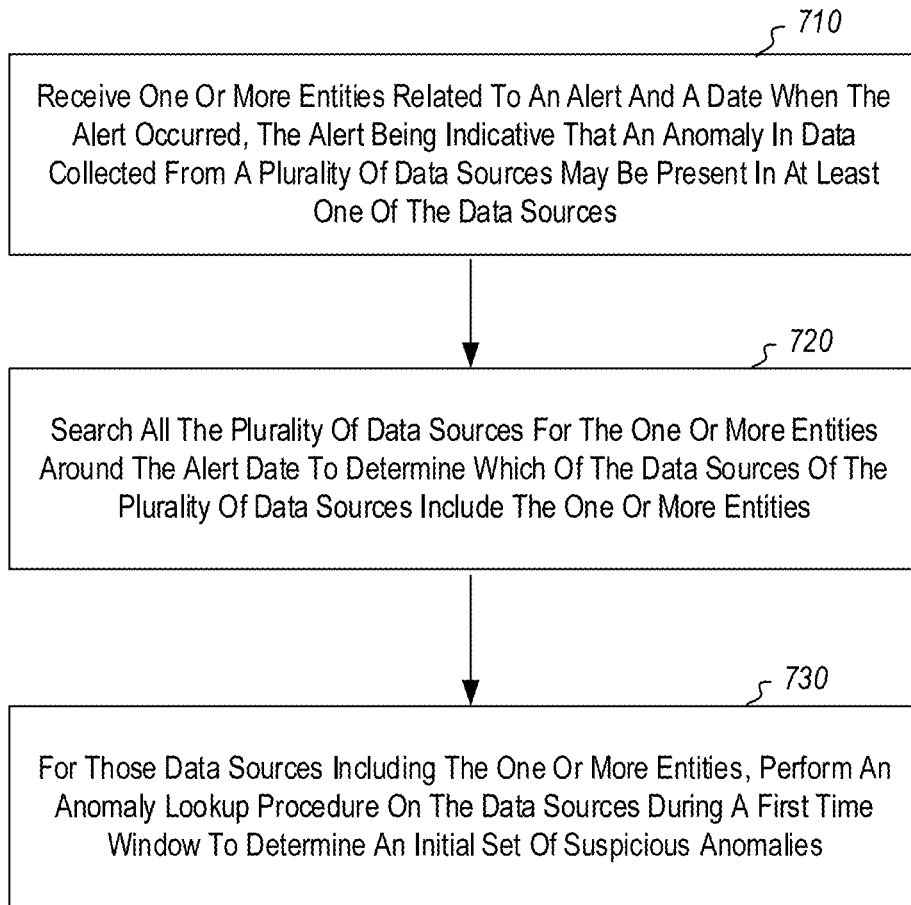 710
Receive One Or More Entities Related To An Alert And A Date When The
Alert Occurred, The Alert Being Indicative That An Anomaly In Data
Collected From A Plurality Of Data Sources May Be Present In At Least
One Of The Data Sources
720
Search All The Plurality Of Data Sources For The One Or More Entities
Around The Alert Date To Determine Which Of The Data Sources Of The
Plurality Of Data Sources Include The One Or More Entities
730
For Those Data Sources Including The One Or More Entities, Perform An
Anomaly Lookup Procedure On The Data Sources During A First Time
Window To Determine An Initial Set Of Suspicious Anomalies